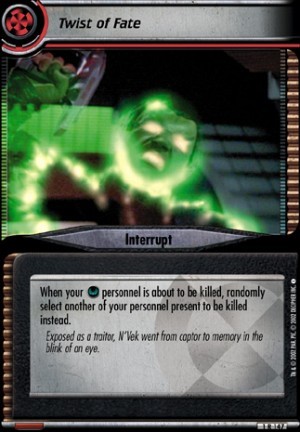 Twist of Fate
Interrupt
When your personnel is about to be killed, randomly
select another of your personnel present to be killed
instead.
Exposed as a traitor, N'Vek went from captor to memory in the
blink of an eye.
1 R 147